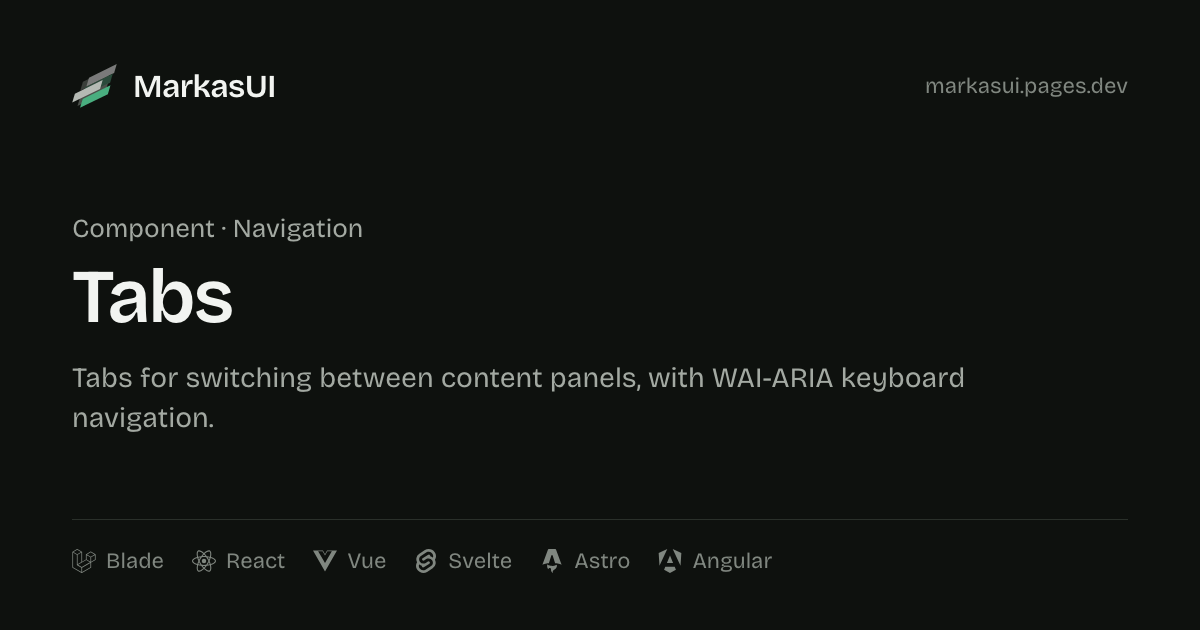 MarkasUI
markasui.pages.dev
Component · Navigation
Tabs
Tabs for switching between content panels, with WAI-ARIA keyboard
navigation.
Blade React Vue Svelte Astro Angular